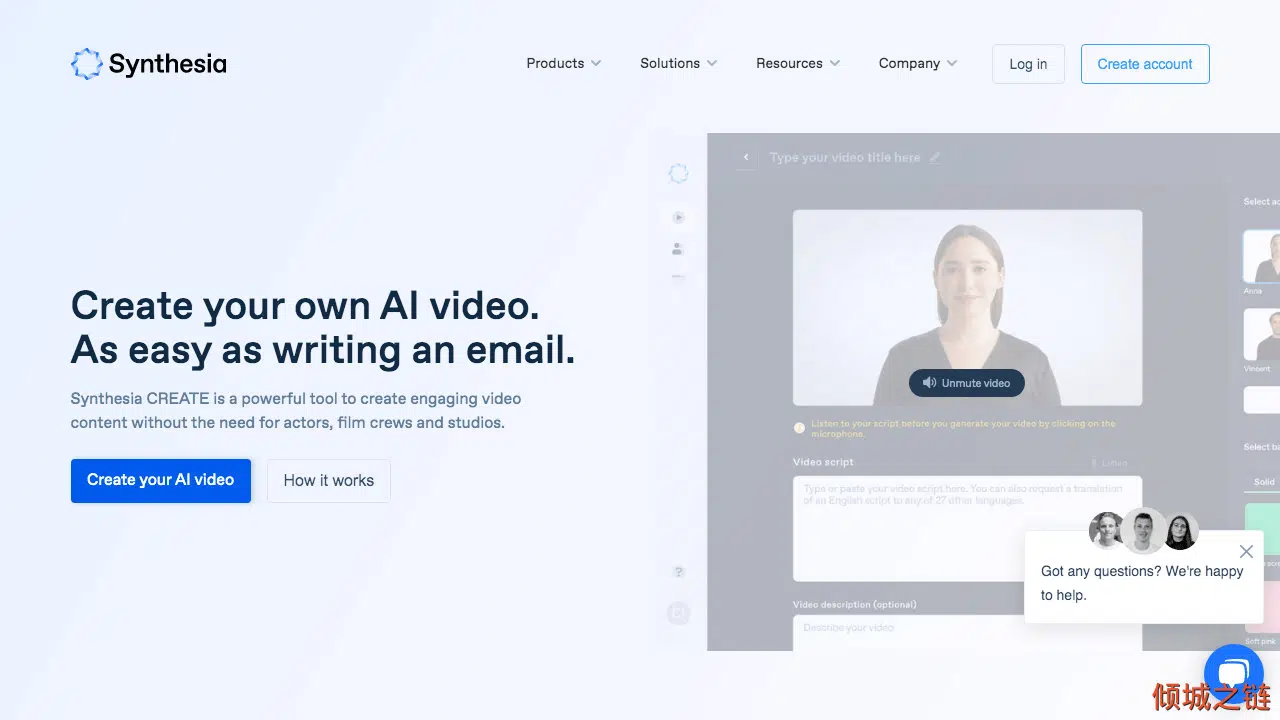 Synthesia
Products
Solutions
Resources
Company
Log in
Create account
Type your video title here
Select ac
Anna
Vincent
Unmute video
Listen to your script before you generate your video by clicking on the
microphone.
Video script
Listen
Type or paste your video script here. You can also request a translation
of an English script to any of 27 other languages.
Select ba
Solid
Video description (optional)
Describe your video
Soft pink
Create your own AI video.
As easy as writing an email.
Synthesia CREATE is a powerful tool to create engaging video
content without the need for actors, film crews and studios.
Create your AI video
How it works
?
Got any questions? We're happy
to help.
倾城之链